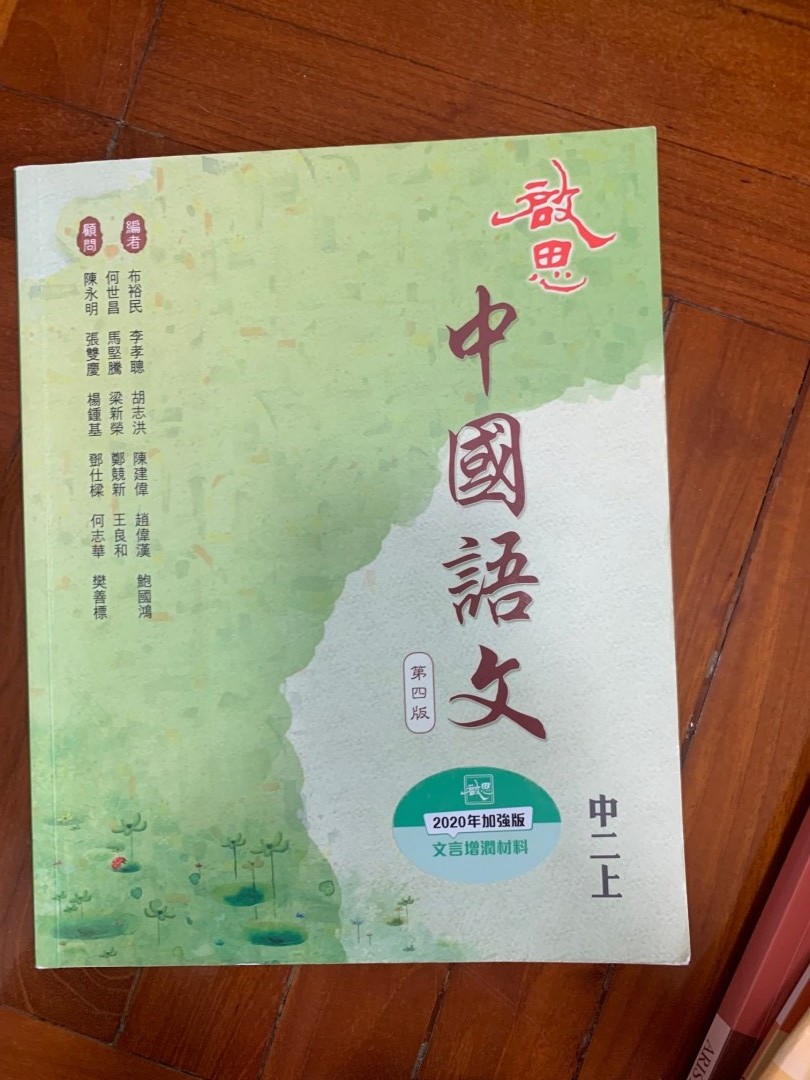 啟思
中國語文
第四版
啟思
2020年加強版
文言增潤材料
中二上
編者
布裕民 李孝聰 胡志洪 陳建偉 趙偉漢 鮑國鴻
何世昌 馬堅騰 梁新榮 鄭競新 王良和
顧問
陳永明 張雙慶 楊鍾基 鄧仕樑 何志華 樊善標
ARIS